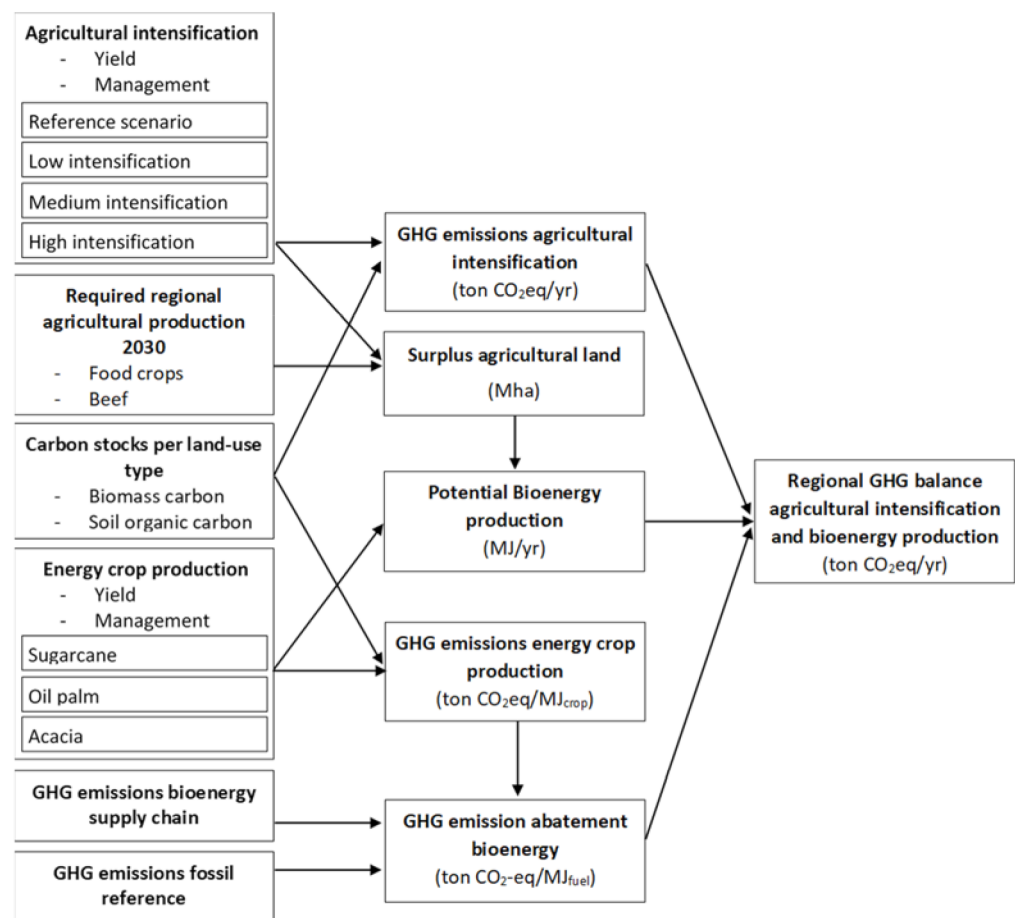 Agricultural intensification
- Yield
- Management
Reference scenario
Low intensification
Medium intensification
High intensification
Required regional
agricultural production
2030
- Food crops
- Beef
Carbon stocks per land-use
type
- Biomass carbon
- Soil organic carbon
Energy crop production
- Yield
- Management
Sugarcane
Oil palm
Acacia
GHG emissions bioenergy
supply chain
GHG emissions fossil
reference
GHG emissions agricultural
intensification
(ton CO₂eq/yr)
Surplus agricultural land
(Mha)
Potential Bioenergy
production
(MJ/yr)
GHG emissions energy crop
production
(ton CO₂eq/MJcrop)
GHG emission abatement
bioenergy
(ton CO₂-eq/MJfuel)
Regional GHG balance
agricultural intensification
and bioenergy production
(ton CO₂eq/yr)